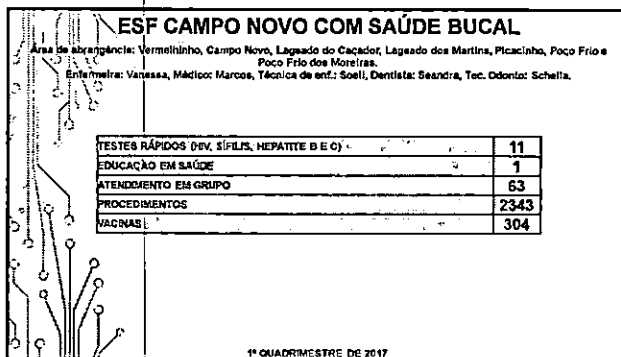 ESF CAMPO NOVO COM SAÚDE BUCAL
Área de abrangência: Vermelhinho, Campo Novo, Lageado do Caçador, Lageado dos Martins, Picacinho, Poço Frio e
Poco Frio dos Moreiras.
Enfermeira: Vanessa, Médico: Marcos, Técnica de enf.: Soeli, Dentista: Seandra, Tec. Odonto: Scheila.
TESTES RÁPIDOS (HIV, SÍFILIS, HEPATITE B E C) 11
EDUCAÇÃO EM SAÚDE 1
ATENDIMENTO EM GRUPO 63
PROCEDIMENTOS 2343
VACINAS 304
1º QUADRIMESTRE DE 2017